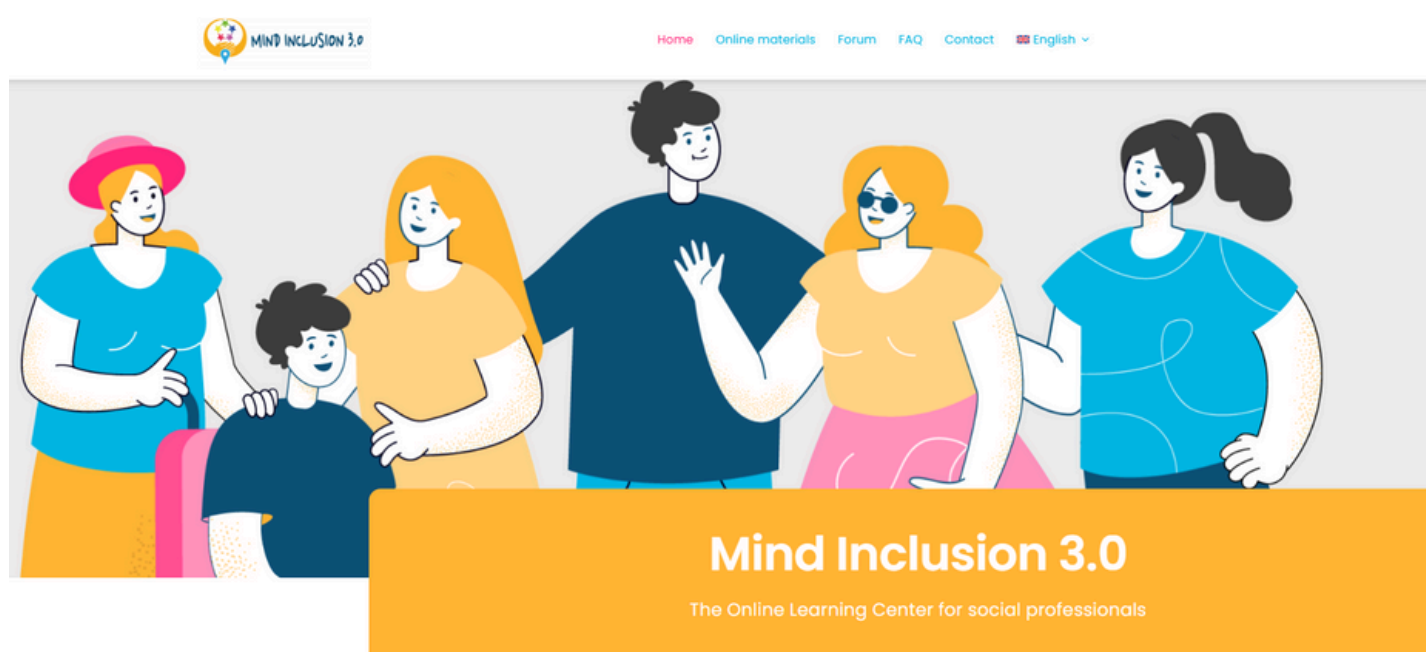 MIND INCLUSION 3.0
Home Online materials Forum FAQ Contact English
Mind Inclusion 3.0
The Online Learning Center for social professionals